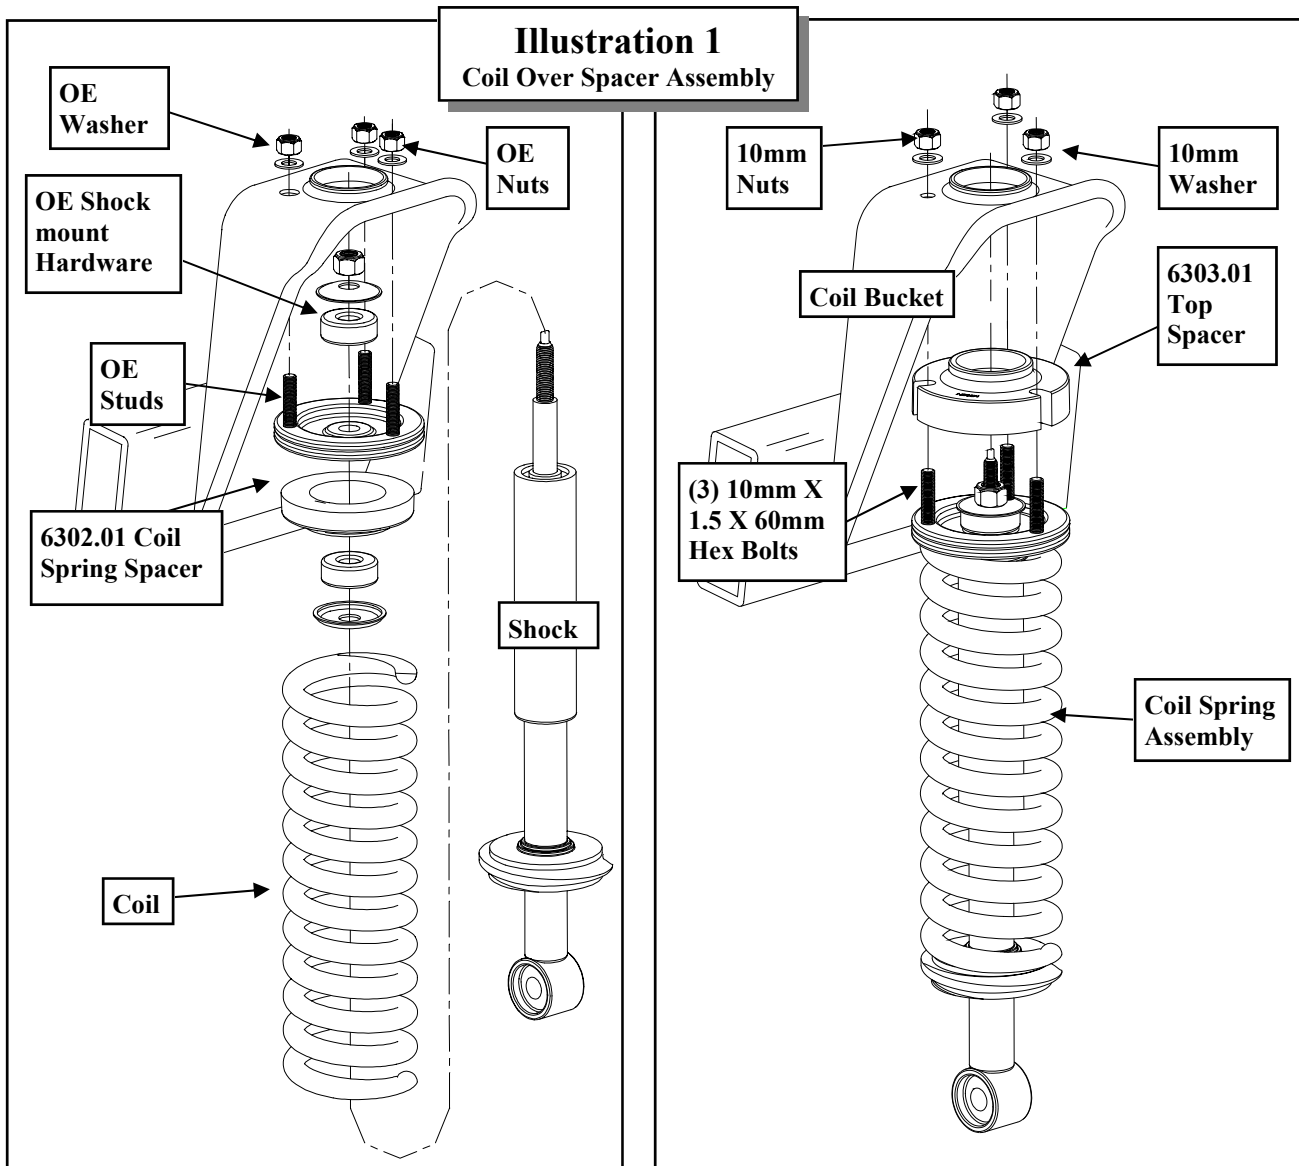 Illustration 1
Coil Over Spacer Assembly
OE
Washer
OE
Nuts
OE Shock
mount
Hardware
OE
Studs
6302.01 Coil
Spring Spacer
Shock
Coil
10mm
Nuts
10mm
Washer
Coil Bucket
6303.01
Top
Spacer
(3) 10mm X
1.5 X 60mm
Hex Bolts
Coil Spring
Assembly